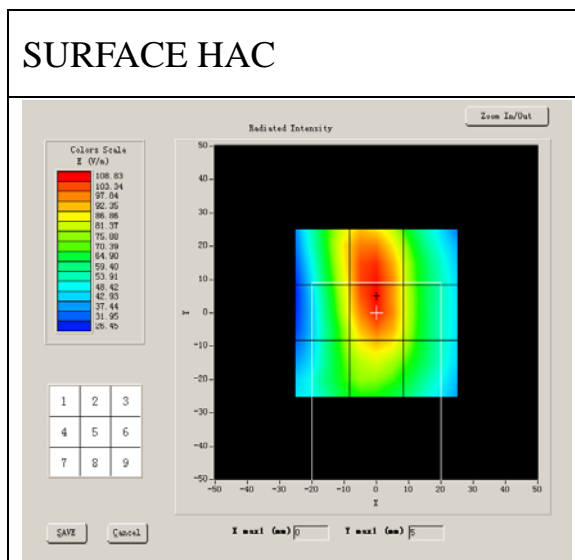 SURFACE HAC
Zoom In/Out
Radiated Intensity
Colors Scale
E (V/m)
108.83
103.34
97.84
92.35
86.86
81.37
75.88
70.39
64.90
59.40
53.91
48.42
42.93
37.44
31.95
26.45
50
40
30
20
10
0
-10
-20
-30
-40
-50
Y
-50 -40 -30 -20 -10 0 10 20 30 40 50
X
1 2 3
4 5 6
7 8 9
SAVE Cancel
X max1 (mm) 0 Y max1 (mm) 5